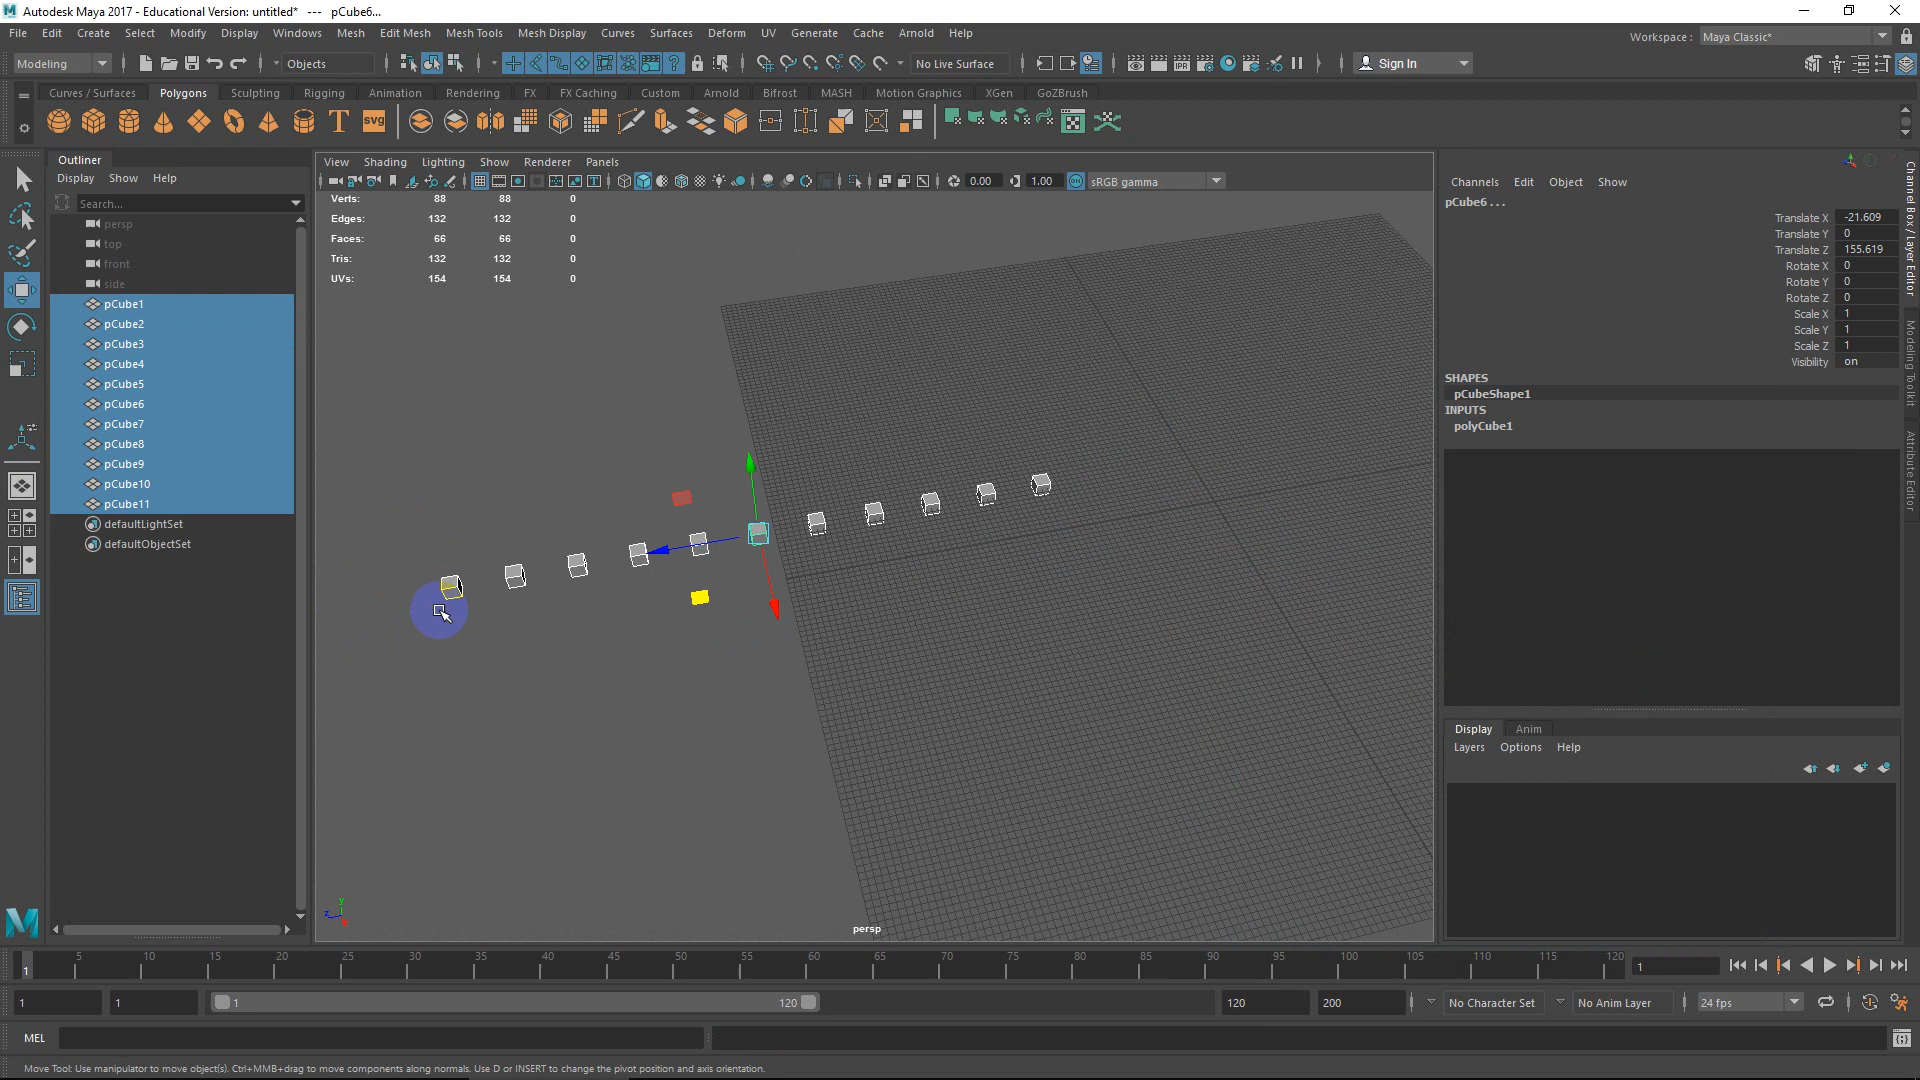 Autodesk Maya 2017 - Educational Version: untitled* --- pCube6...
File Edit Create Select Modify Display Windows Mesh Edit Mesh Mesh Tools Mesh Display Curves Surfaces Deform UV Generate Cache Arnold Help
Workspace : Maya Classic*
Modeling Objects No Live Surface Sign In
Curves / Surfaces Polygons Sculpting Rigging Animation Rendering FX FX Caching Custom Arnold Bifrost MASH Motion Graphics XGen GoZBrush
T svg
Outliner
Display Show Help
Search...
persp
top
front
side
pCube1
pCube2
pCube3
pCube4
pCube5
pCube6
pCube7
pCube8
pCube9
pCube10
pCube11
defaultLightSet
defaultObjectSet
View Shading Lighting Show Renderer Panels
0.00 1.00 sRGB gamma
Verts: 88 88 0
Edges: 132 132 0
Faces: 66 66 0
Tris: 132 132 0
UVs: 154 154 0
persp
Channels Edit Object Show
pCube6 . . .
Translate X -21.609
Translate Y 0
Translate Z 155.619
Rotate X 0
Rotate Y 0
Rotate Z 0
Scale X 1
Scale Y 1
Scale Z 1
Visibility on
SHAPES
pCubeShape1
INPUTS
polyCube1
Channel Box / Layer Editor
Modeling Toolkit
Attribute Editor
Display Anim
Layers Options Help
1 5 10 15 20 25 30 35 40 45 50 55 60 65 70 75 80 85 90 95 100 105 110 115 120 1
1 1 1 120 120 200 No Character Set No Anim Layer 24 fps
MEL
Move Tool: Use manipulator to move object(s). Ctrl+MMB+drag to move components along normals. Use D or INSERT to change the pivot position and axis orientation.